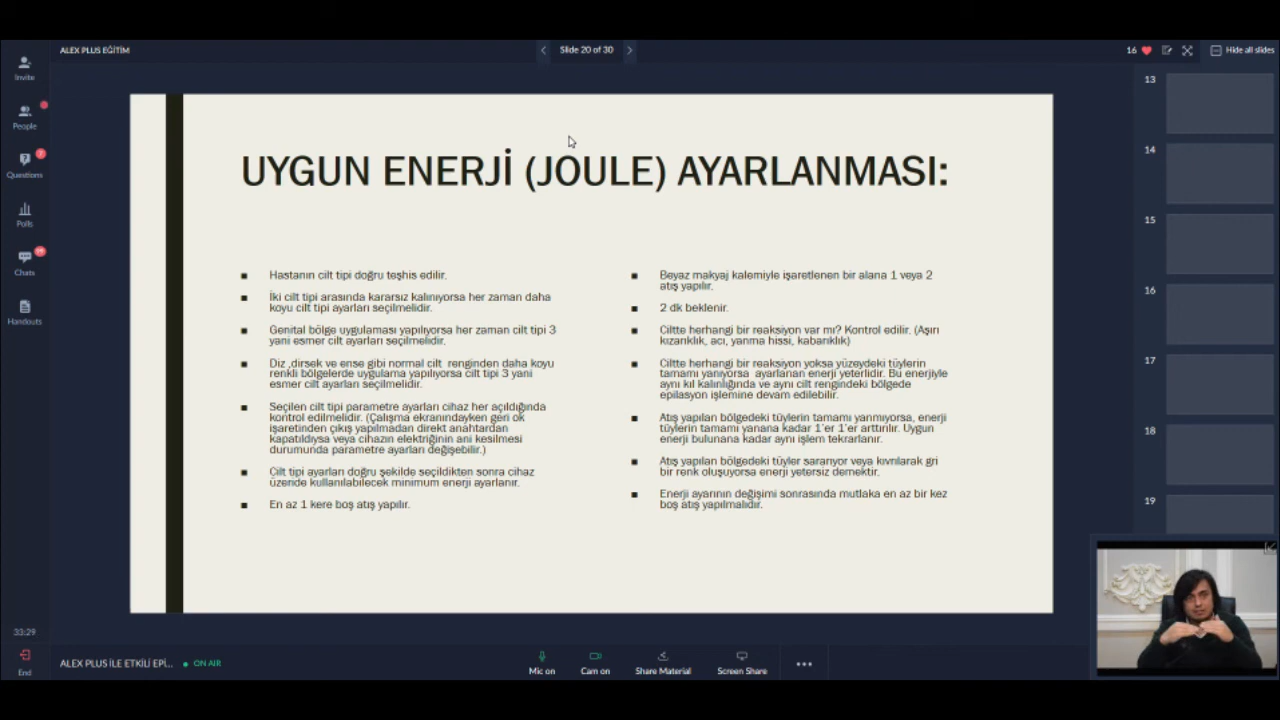 ALEX PLUS EĞİTİM
Slide 20 of 30
16
Hide all slides
Invite
People
Questions
7
Polls
Chats
Handouts
33:29
End
UYGUN ENERJİ (JOULE) AYARLANMASI:
Hastanın cilt tipi doğru teşhis edilir.
İki cilt tipi arasında kararsız kalınıyorsa her zaman daha
koyu cilt tipi ayarları seçilmelidir.
Genital bölge uygulaması yapılıyorsa her zaman cilt tipi 3
yani esmer cilt ayarları seçilmelidir.
Diz ,dirsek ve ense gibi normal cilt renginden daha koyu
renkli bölgelerde uygulama yapılıyorsa cilt tipi 3 yani
esmer cilt ayarları seçilmelidir.
Seçilen cilt tipi parametre ayarları cihaz her açıldığında
kontrol edilmelidir. (Çalışma ekranındayken geri ok
işaretinden çıkış yapılmadan direkt anahtardan
kapatıldıysa veya cihazın elektriğinin ani kesilmesi
durumunda parametre ayarları değişebilir.)
Cilt tipi ayarları doğru şekilde seçildikten sonra cihaz
üzeride kullanılabilecek minimum enerji ayarlanır.
En az 1 kere boş atış yapılır.
Beyaz makyaj kalemiyle işaretlenen bir alana 1 veya 2
atış yapılır.
2 dk beklenir.
Ciltte herhangi bir reaksiyon var mı? Kontrol edilir. (Aşırı
kızarıklık, acı, yanma hissi, kabarıklık)
Ciltte herhangi bir reaksiyon yoksa yüzeydeki tüylerin
tamamı yanıyorsa ayarlanan enerji yeterlidir. Bu enerjiyle
aynı kıl kalınlığında ve aynı cilt rengindeki bölgede
epilasyon işlemine devam edilebilir.
Atış yapılan bölgedeki tüylerin tamamı yanmıyorsa, enerji
tüylerin tamamı yanana kadar 1'er 1'er arttırılır. Uygun
enerji bulunana kadar aynı işlem tekrarlanır.
Atış yapılan bölgedeki tüyler sararıyor veya kıvrılarak gri
bir renk oluşuyorsa enerji yetersiz demektir.
Enerji ayarının değişimi sonrasında mutlaka en az bir kez
boş atış yapılmalıdır.
13
14
15
16
17
18
19
ALEX PLUS İLE ETKİLİ EPİ...
ON AIR
Mic on
Cam on
Share Material
Screen Share